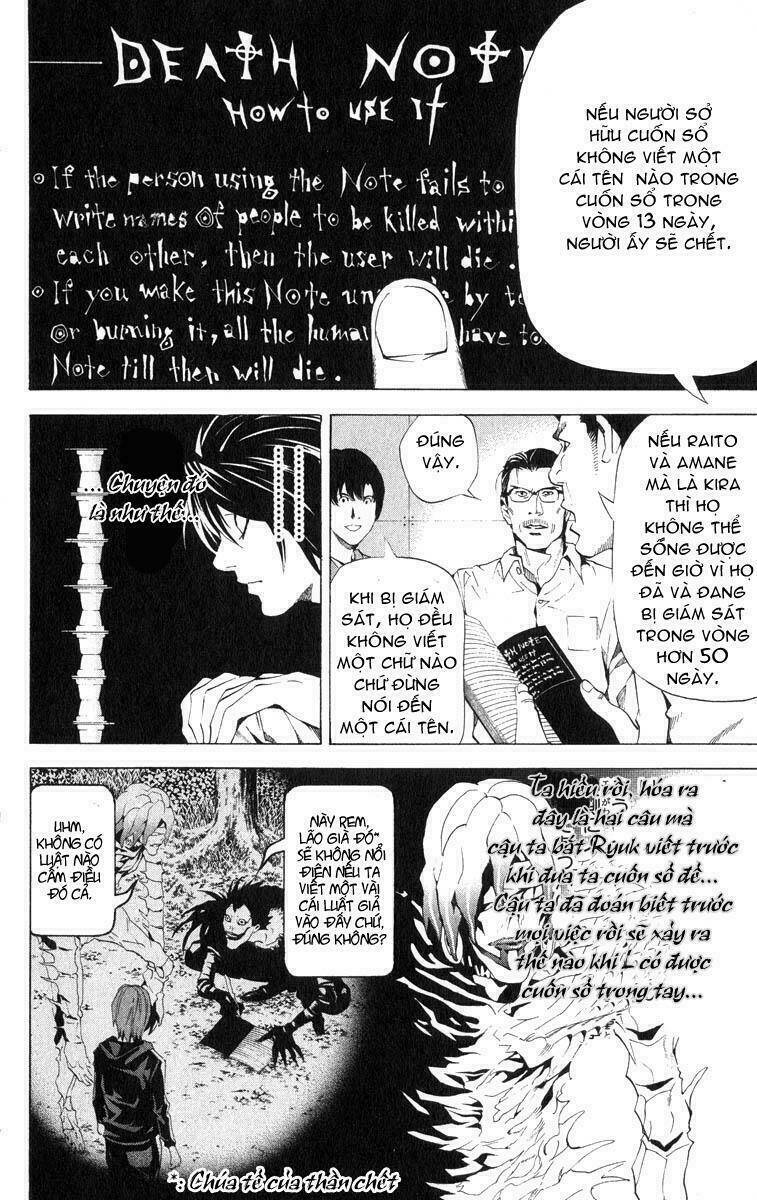 DEATH NOT
HOW TO USE IT
If the person using the Note fails to
write names of people to be killed withi
each other, then the user will die.
If you make this Note un
by te
or burning it, all the huma
have to
Note till then will die.
NẾU NGƯỜI SỞ
HỮU CUỐN SỔ
KHÔNG VIẾT MỘT
CÁI TÊN NÀO TRONG
CUỐN SỔ TRONG
VÒNG 13 NGÀY,
NGƯỜI ẤY SẼ CHẾT.
NẾU RAITO
VÀ AMANE
MÀ LÀ KIRA
THÌ HỌ
KHÔNG THỂ
SỐNG ĐƯỢC
ĐẾN GIỜ VÌ HỌ
ĐÃ VÀ ĐANG
BỊ GIÁM SÁT
TRONG VÒNG
HƠN 50
NGÀY.
ĐÚNG
VẬY.
KHI BỊ GIÁM
SÁT, HỌ ĐỀU
KHÔNG VIẾT
MỘT CHỮ NÀO
CHỨ ĐỪNG
NÓI ĐẾN
MỘT CÁI TÊN.
... Chuyện đó
là như thế...
Ta hiểu rồi, hóa ra
đây là hai câu mà
cậu ta bắt Ryuk viết trước
khi đưa ta cuốn sổ để...
Cậu ta đã đoán biết trước
mọi việc rồi sẽ xảy ra
thế nào khi L có được
cuốn sổ trong tay...
NÀY REM,
LÃO GIÀ ĐÓ*
SẼ KHÔNG NỔI
ĐIÊN NẾU TA
VIẾT MỘT VÀI
CÁI LUẬT GIẢ
VÀO ĐẤY CHỨ,
ĐÚNG KHÔNG?
UHM,
KHÔNG CÓ
LUẬT NÀO
CẤM ĐIỀU
ĐÓ CẢ.
*: Chúa tể của thần chết